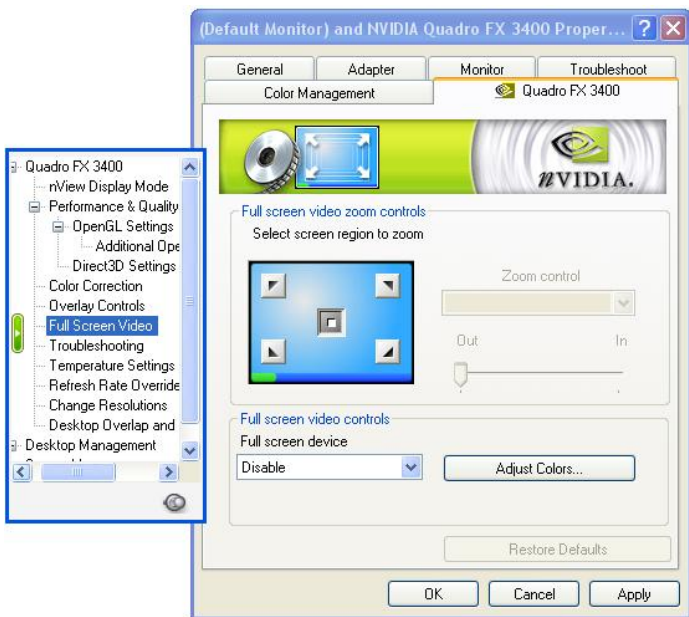 (Default Monitor) and NVIDIA Quadro FX 3400 Proper...
General
Adapter
Monitor
Troubleshoot
Color Management
Quadro FX 3400
nVIDIA.
Quadro FX 3400
nView Display Mode
Performance & Quality
OpenGL Settings
Additional Ope
Direct3D Settings
Color Correction
Overlay Controls
Full Screen Video
Troubleshooting
Temperature Settings
Refresh Rate Override
Change Resolutions
Desktop Overlap and
Desktop Management
Full screen video zoom controls
Select screen region to zoom
Zoom control
Out
In
Full screen video controls
Full screen device
Disable
Adjust Colors...
Restore Defaults
OK
Cancel
Apply